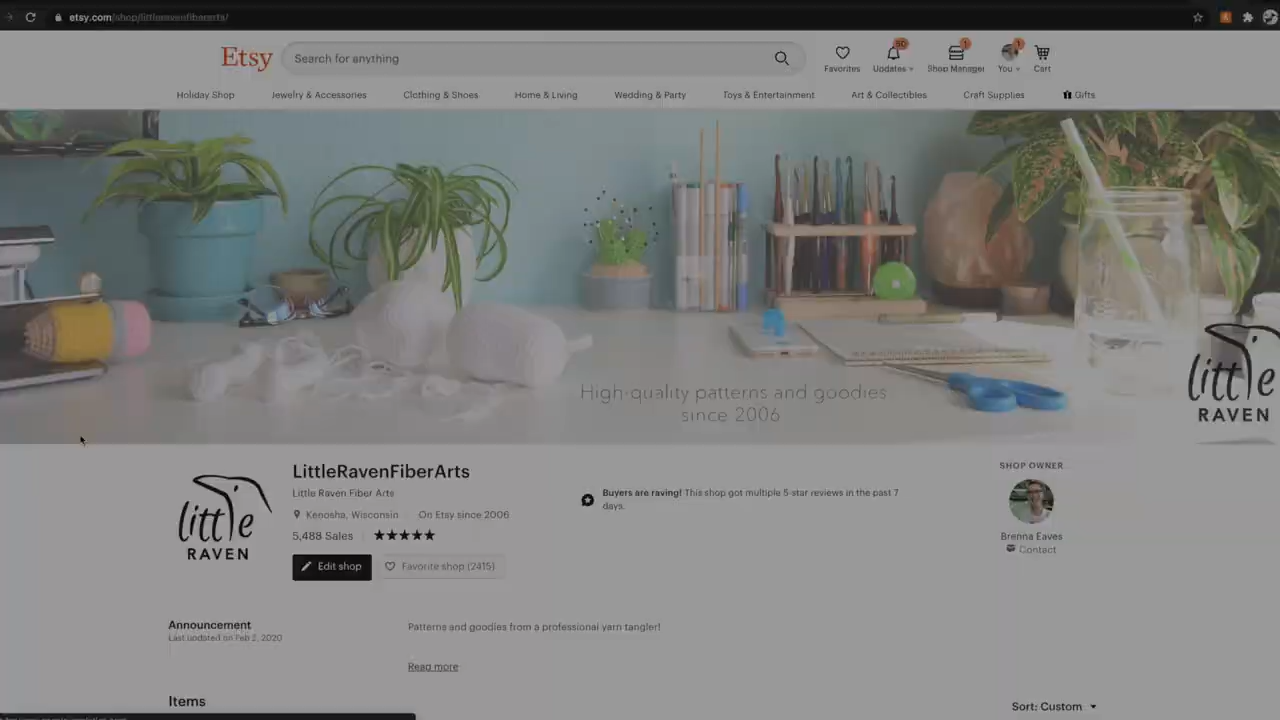 etsy.com/shop/littleravenfiberarts/
Etsy
Search for anything
Favorites
50
Updates
1
Shop Manager
1
You
Cart
Holiday Shop
Jewelry & Accessories
Clothing & Shoes
Home & Living
Wedding & Party
Toys & Entertainment
Art & Collectibles
Craft Supplies
Gifts
High-quality patterns and goodies
since 2006
little
RAVEN
little
RAVEN
LittleRavenFiberArts
Little Raven Fiber Arts
Kenosha, Wisconsin
On Etsy since 2006
5,488 Sales
Edit shop
Favorite shop (2415)
Buyers are raving! This shop got multiple 5-star reviews in the past 7
days.
SHOP OWNER
Brenna Eaves
Contact
Announcement
Last updated on Feb 2, 2020
Patterns and goodies from a professional yarn tangler!
Read more
Items
Sort: Custom